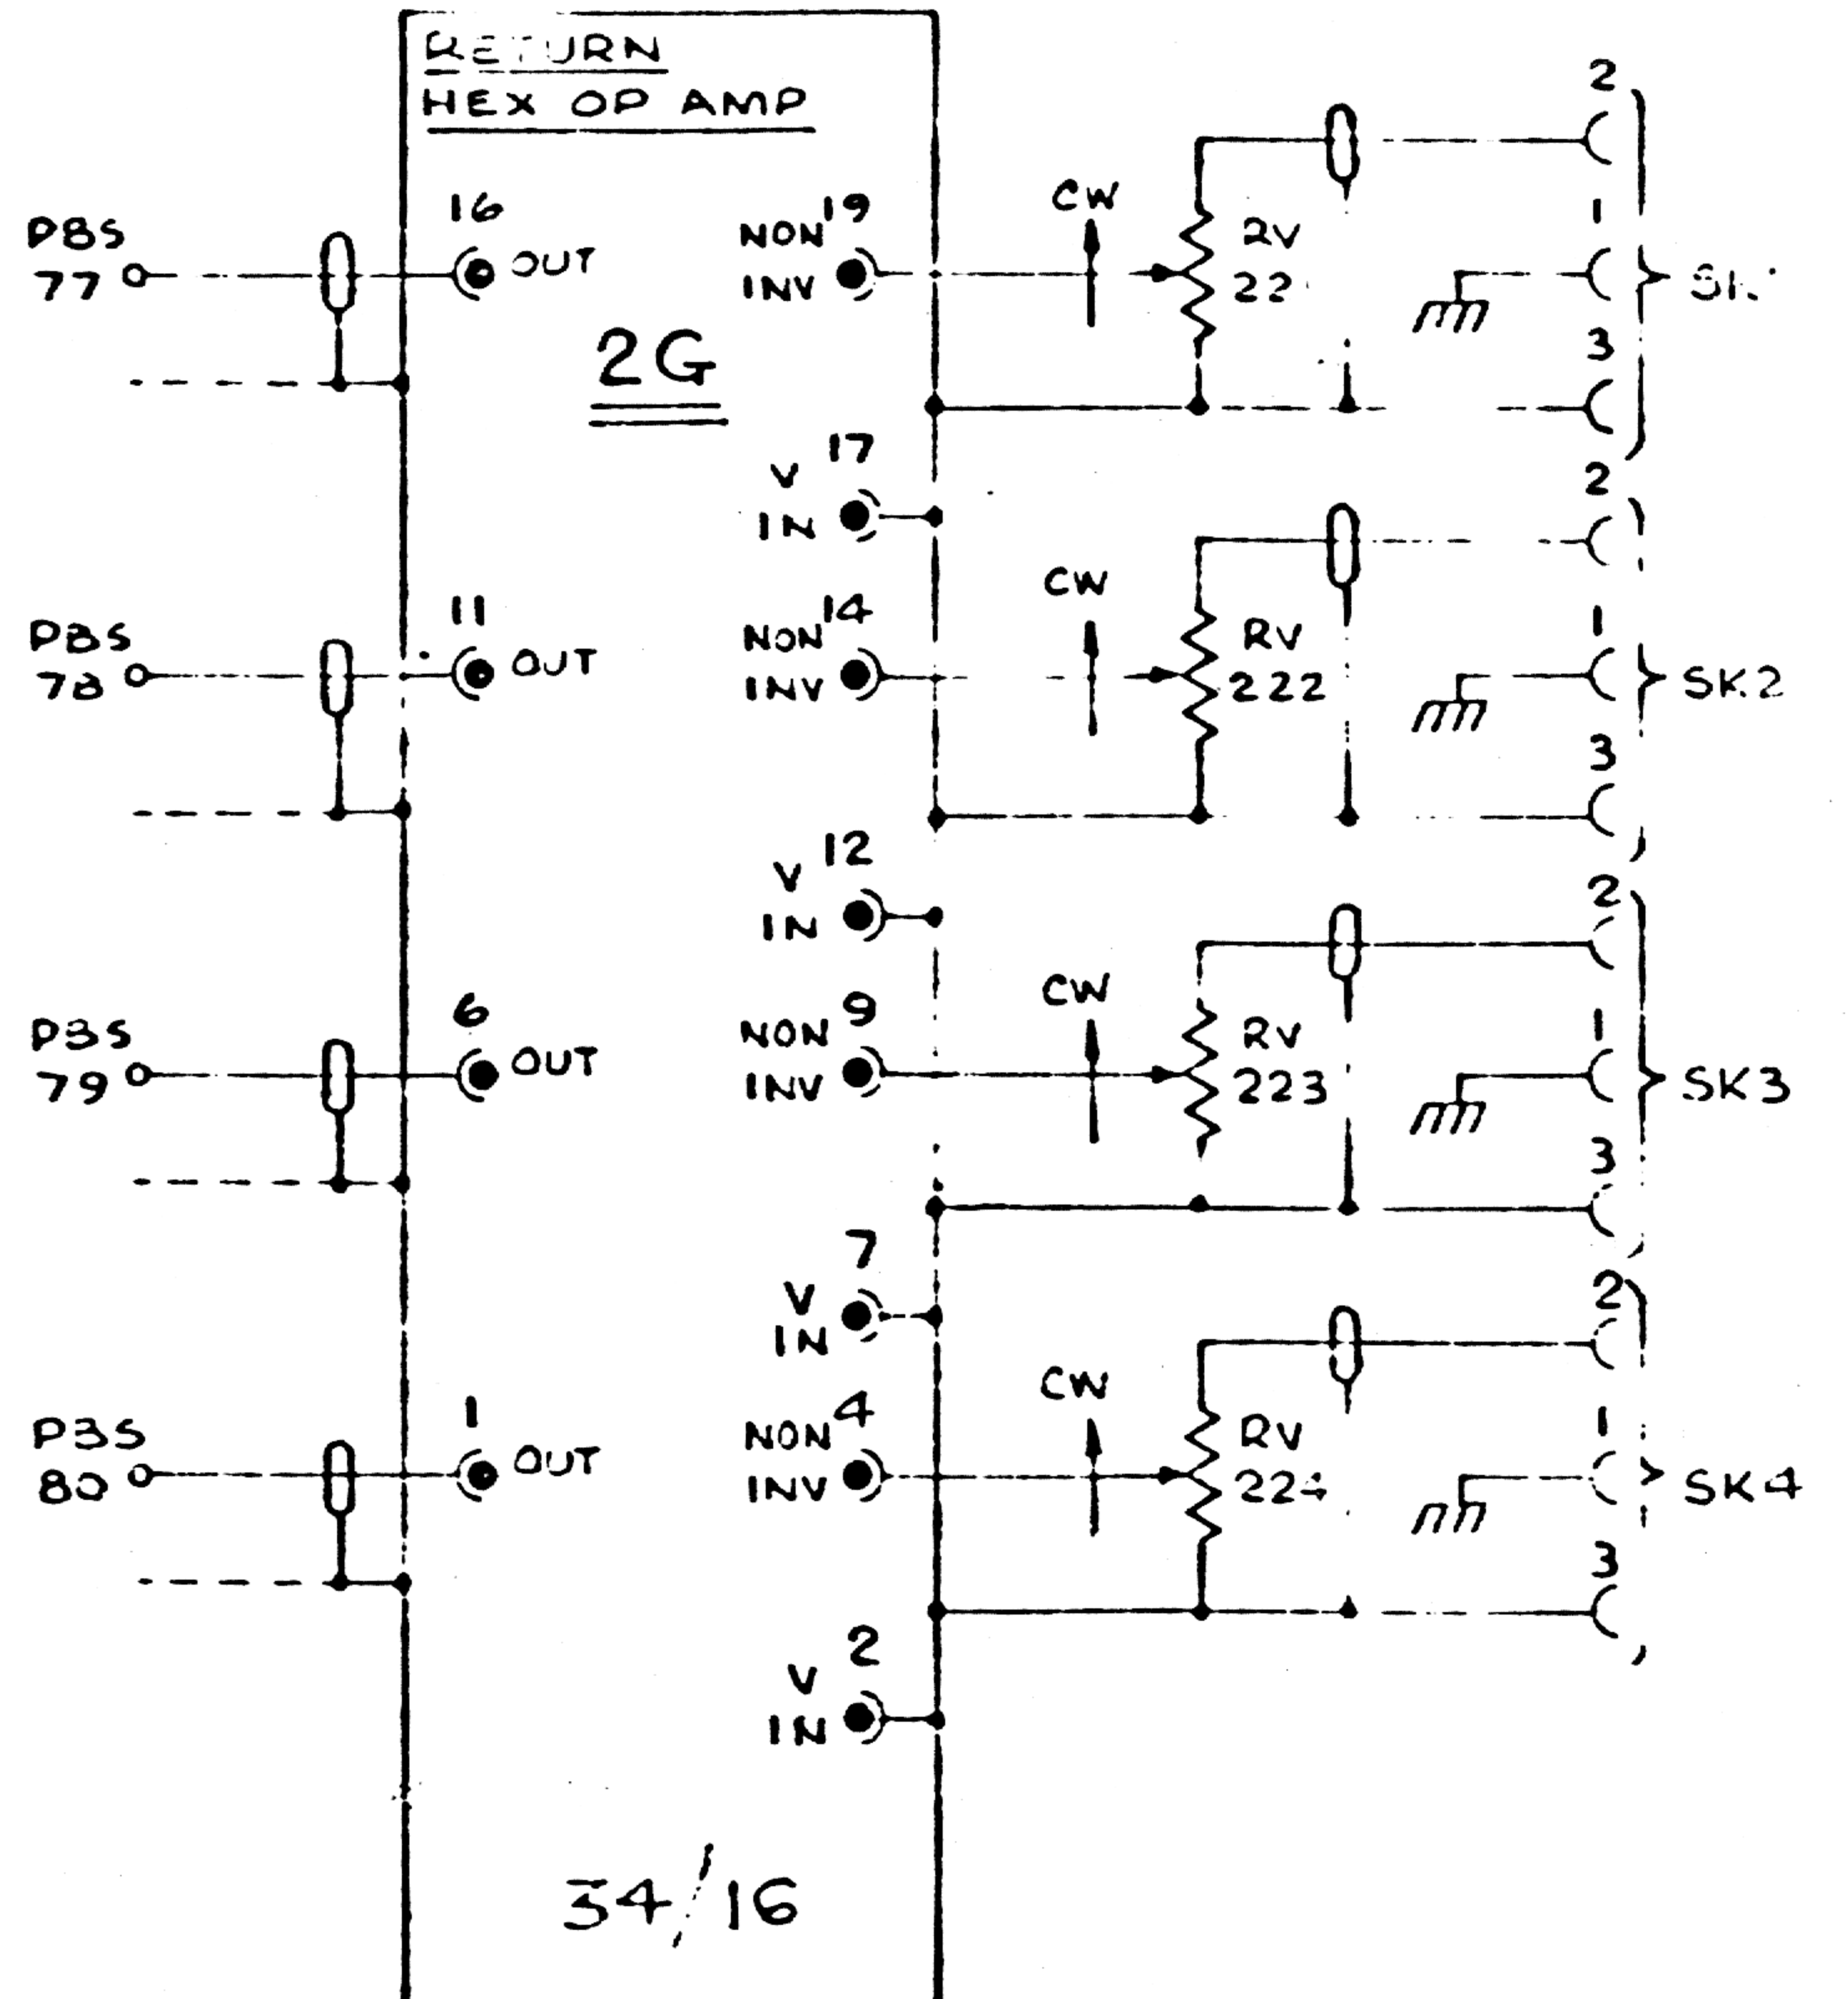 RETURN
HEX OP AMP
2
PBS
77
16
OUT
NON 19
INV
CW
RV
1
3
2G
V 17
IN
2
PBS
78
11
OUT
NON 14
INV
CW
RV
222
1
SK2
3
V 12
IN
2
PBS
79
6
OUT
NON 9
INV
CW
RV
223
1
SK3
3
V 7
IN
2
PBS
80
1
OUT
NON 4
INV
CW
RV
224
1
SK4
3
V 2
IN
34/16